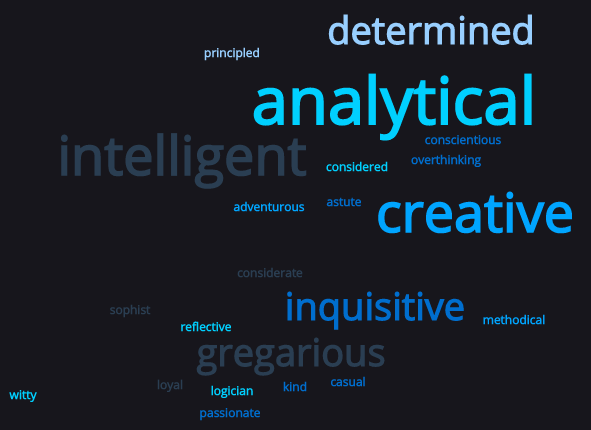 determined
principled
analytical
conscientious
intelligent
overthinking
considered
astute
adventurous
creative
considerate
inquisitive
sophist
methodical
reflective
gregarious
casual
loyal
kind
logician
witty
passionate